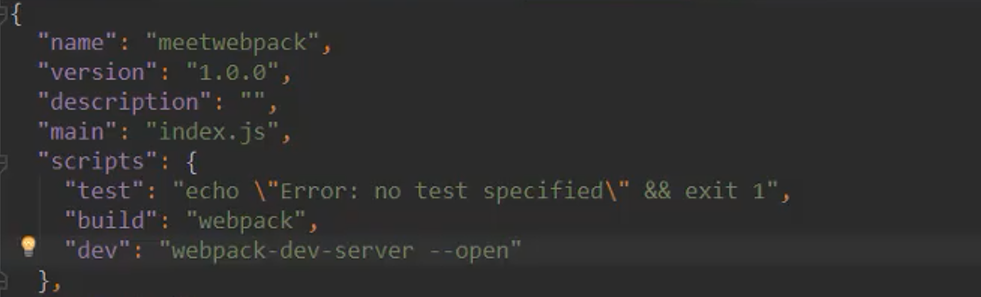 {
"name": "meetwebpack",
"version": "1.0.0",
"description": "",
"main": "index.js",
"scripts": {
"test": "echo \"Error: no test specified\" && exit 1",
"build": "webpack",
"dev": "webpack-dev-server --open"
},